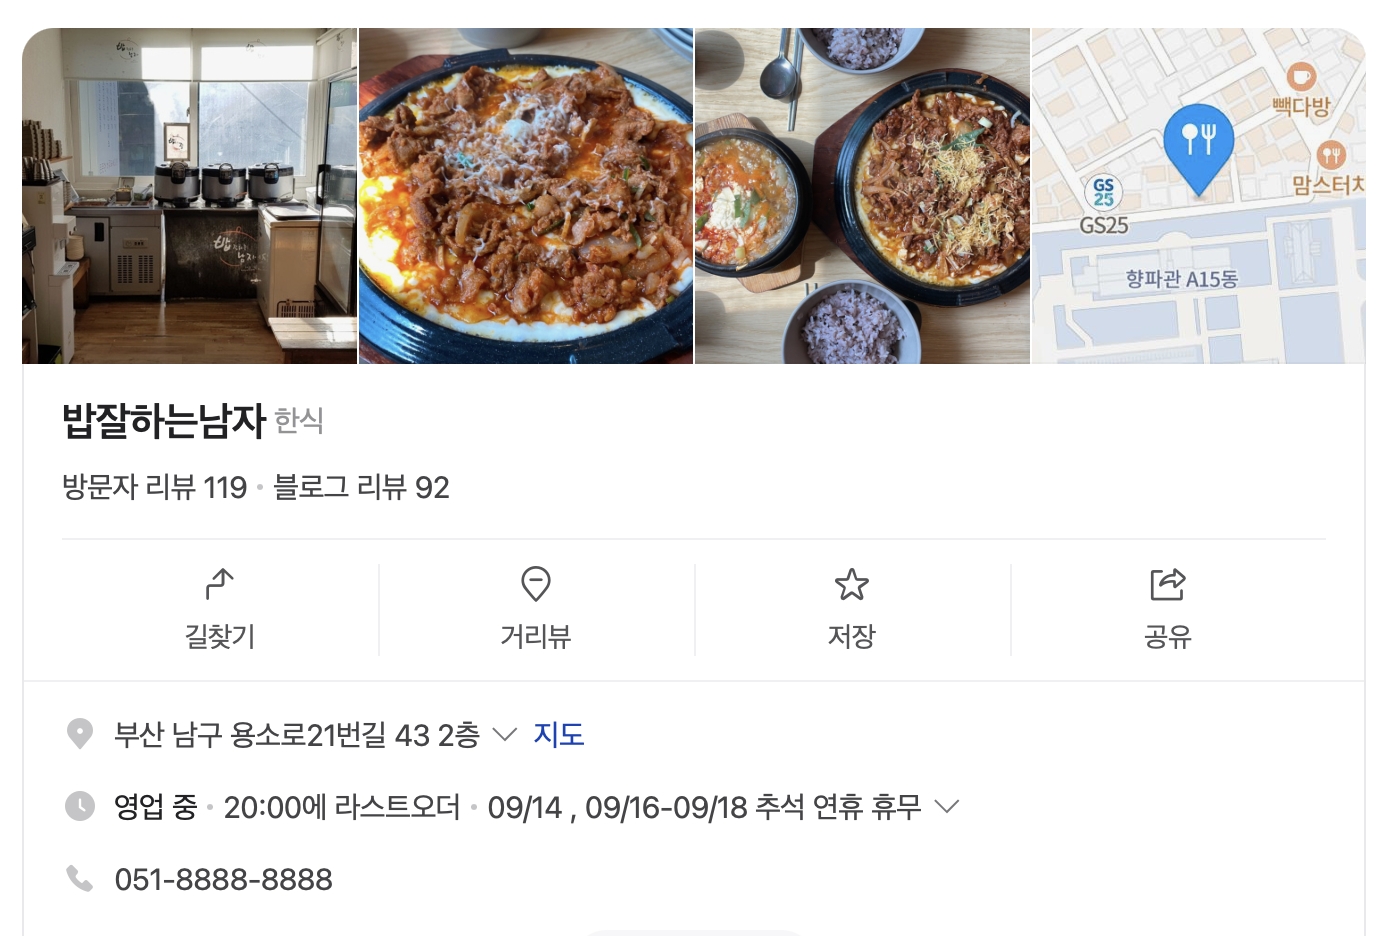 빽다방
맘스터치
GS
25
GS25
향파관 A15동
밥잘하는남자 한식
방문자 리뷰 119 • 블로그 리뷰 92
길찾기
거리뷰
저장
공유
부산 남구 용소로21번길 43 2층 지도
영업 중 • 20:00에 라스트오더 • 09/14 , 09/16-09/18 추석 연휴 휴무
051-8888-8888